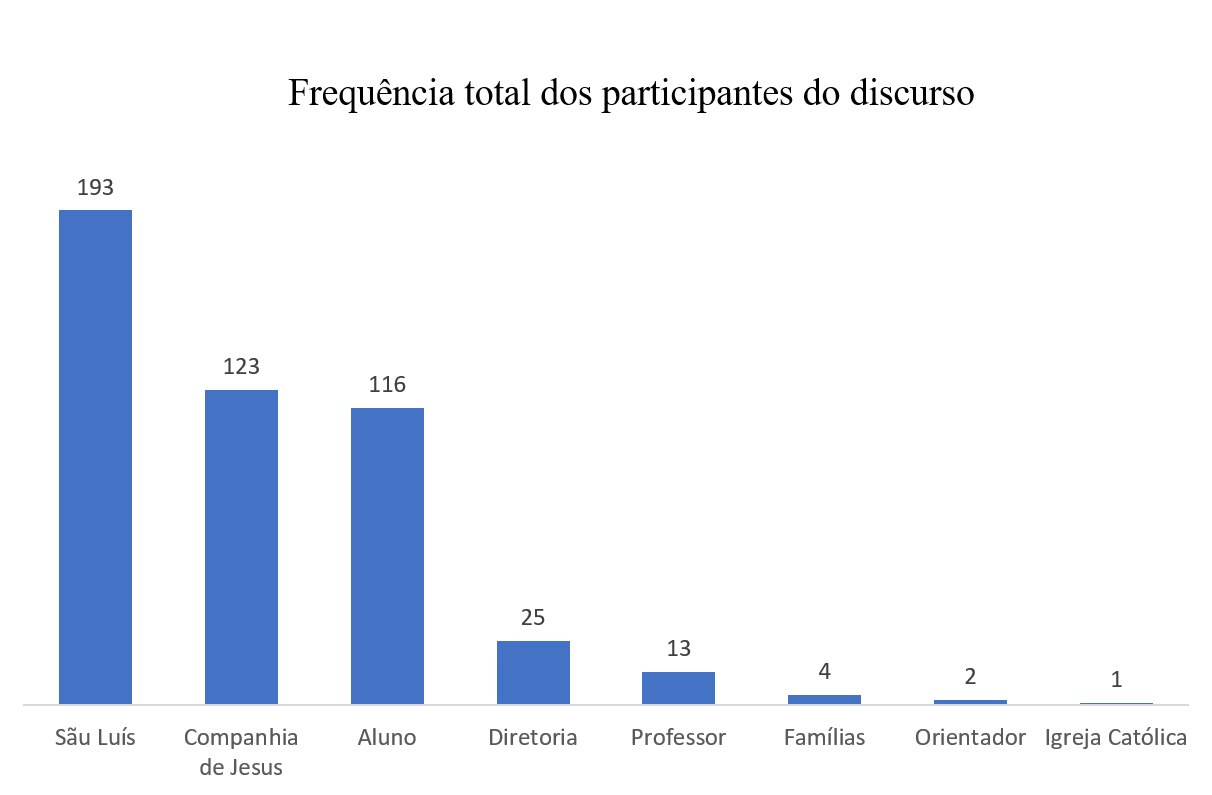 Frequência total dos participantes do discurso
193
123
116
25
13
4
2
1
Sãu Luís
Companhia
de Jesus
Aluno
Diretoria
Professor
Famílias
Orientador
Igreja Católica